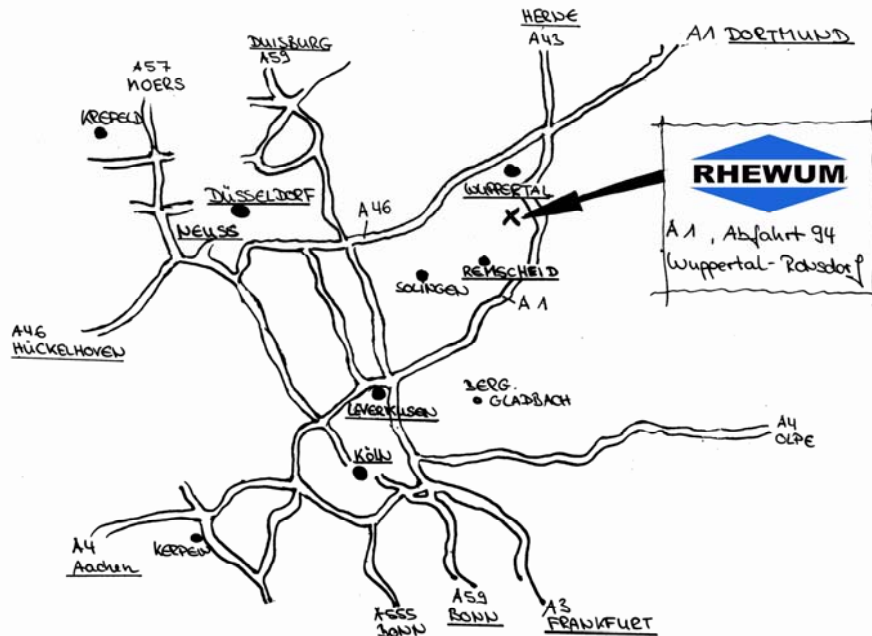 HERNE
A43
A1 DORTMUND
DUISBURG
A59
A57
MOERS
KREFELD
RHEWUM
A1, Abfahrt 94
Wuppertal-Ronsdorf
WUPPERTAL
DÜSSELDORF
A46
NEUSS
REMSCHEID
SOLINGEN
A1
A46
HÜCKELHOVEN
LEVERKUSEN
BERG.
GLADBACH
A4
OLPE
KÖLN
A4
Aachen
KERPEN
A555
BONN
A59
BONN
A3
FRANKFURT